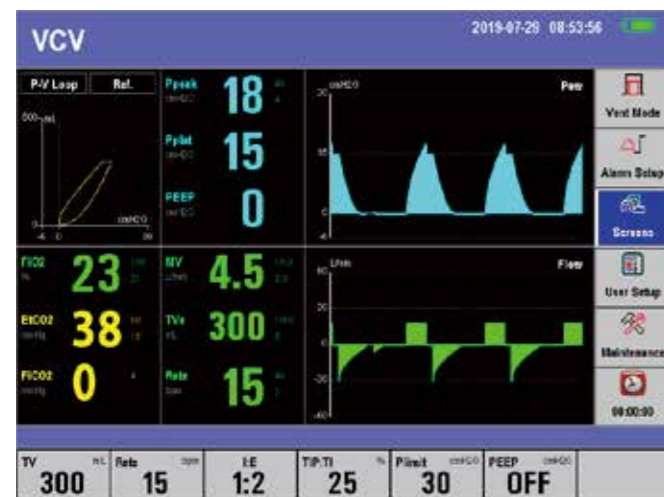 VCV
2019-07-29 08:53:56
P-V Loop
Ref.
cmH2O
Ppeak
18
Pplat
15
PEEP
0
cmH2O
Paw
Vent Mode
Alarm Setup
Screens
User Setup
Maintenance
00:00:00
FiO2
%
23
EtCO2
mmHg
38
FiCO2
mmHg
0
MV
L/min
4.5
TVe
mL
300
Rate
bpm
15
L/min
Flow
TV mL
300
Rate bpm
15
I:E
1:2
TIP:TI %
25
Plimit cmH2O
30
PEEP cmH2O
OFF